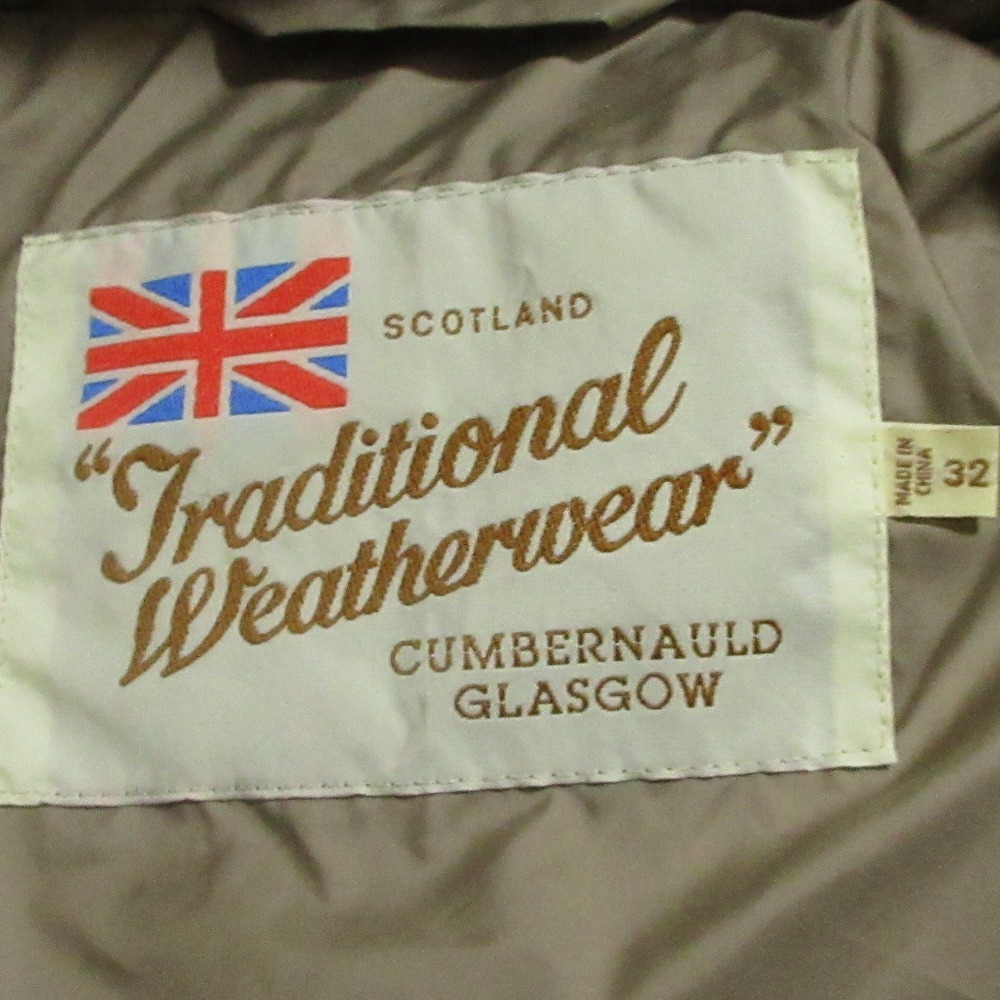 SCOTLAND
“Traditional
Weatherwear”
CUMBERNAULD
GLASGOW
MADE IN
CHINA
32